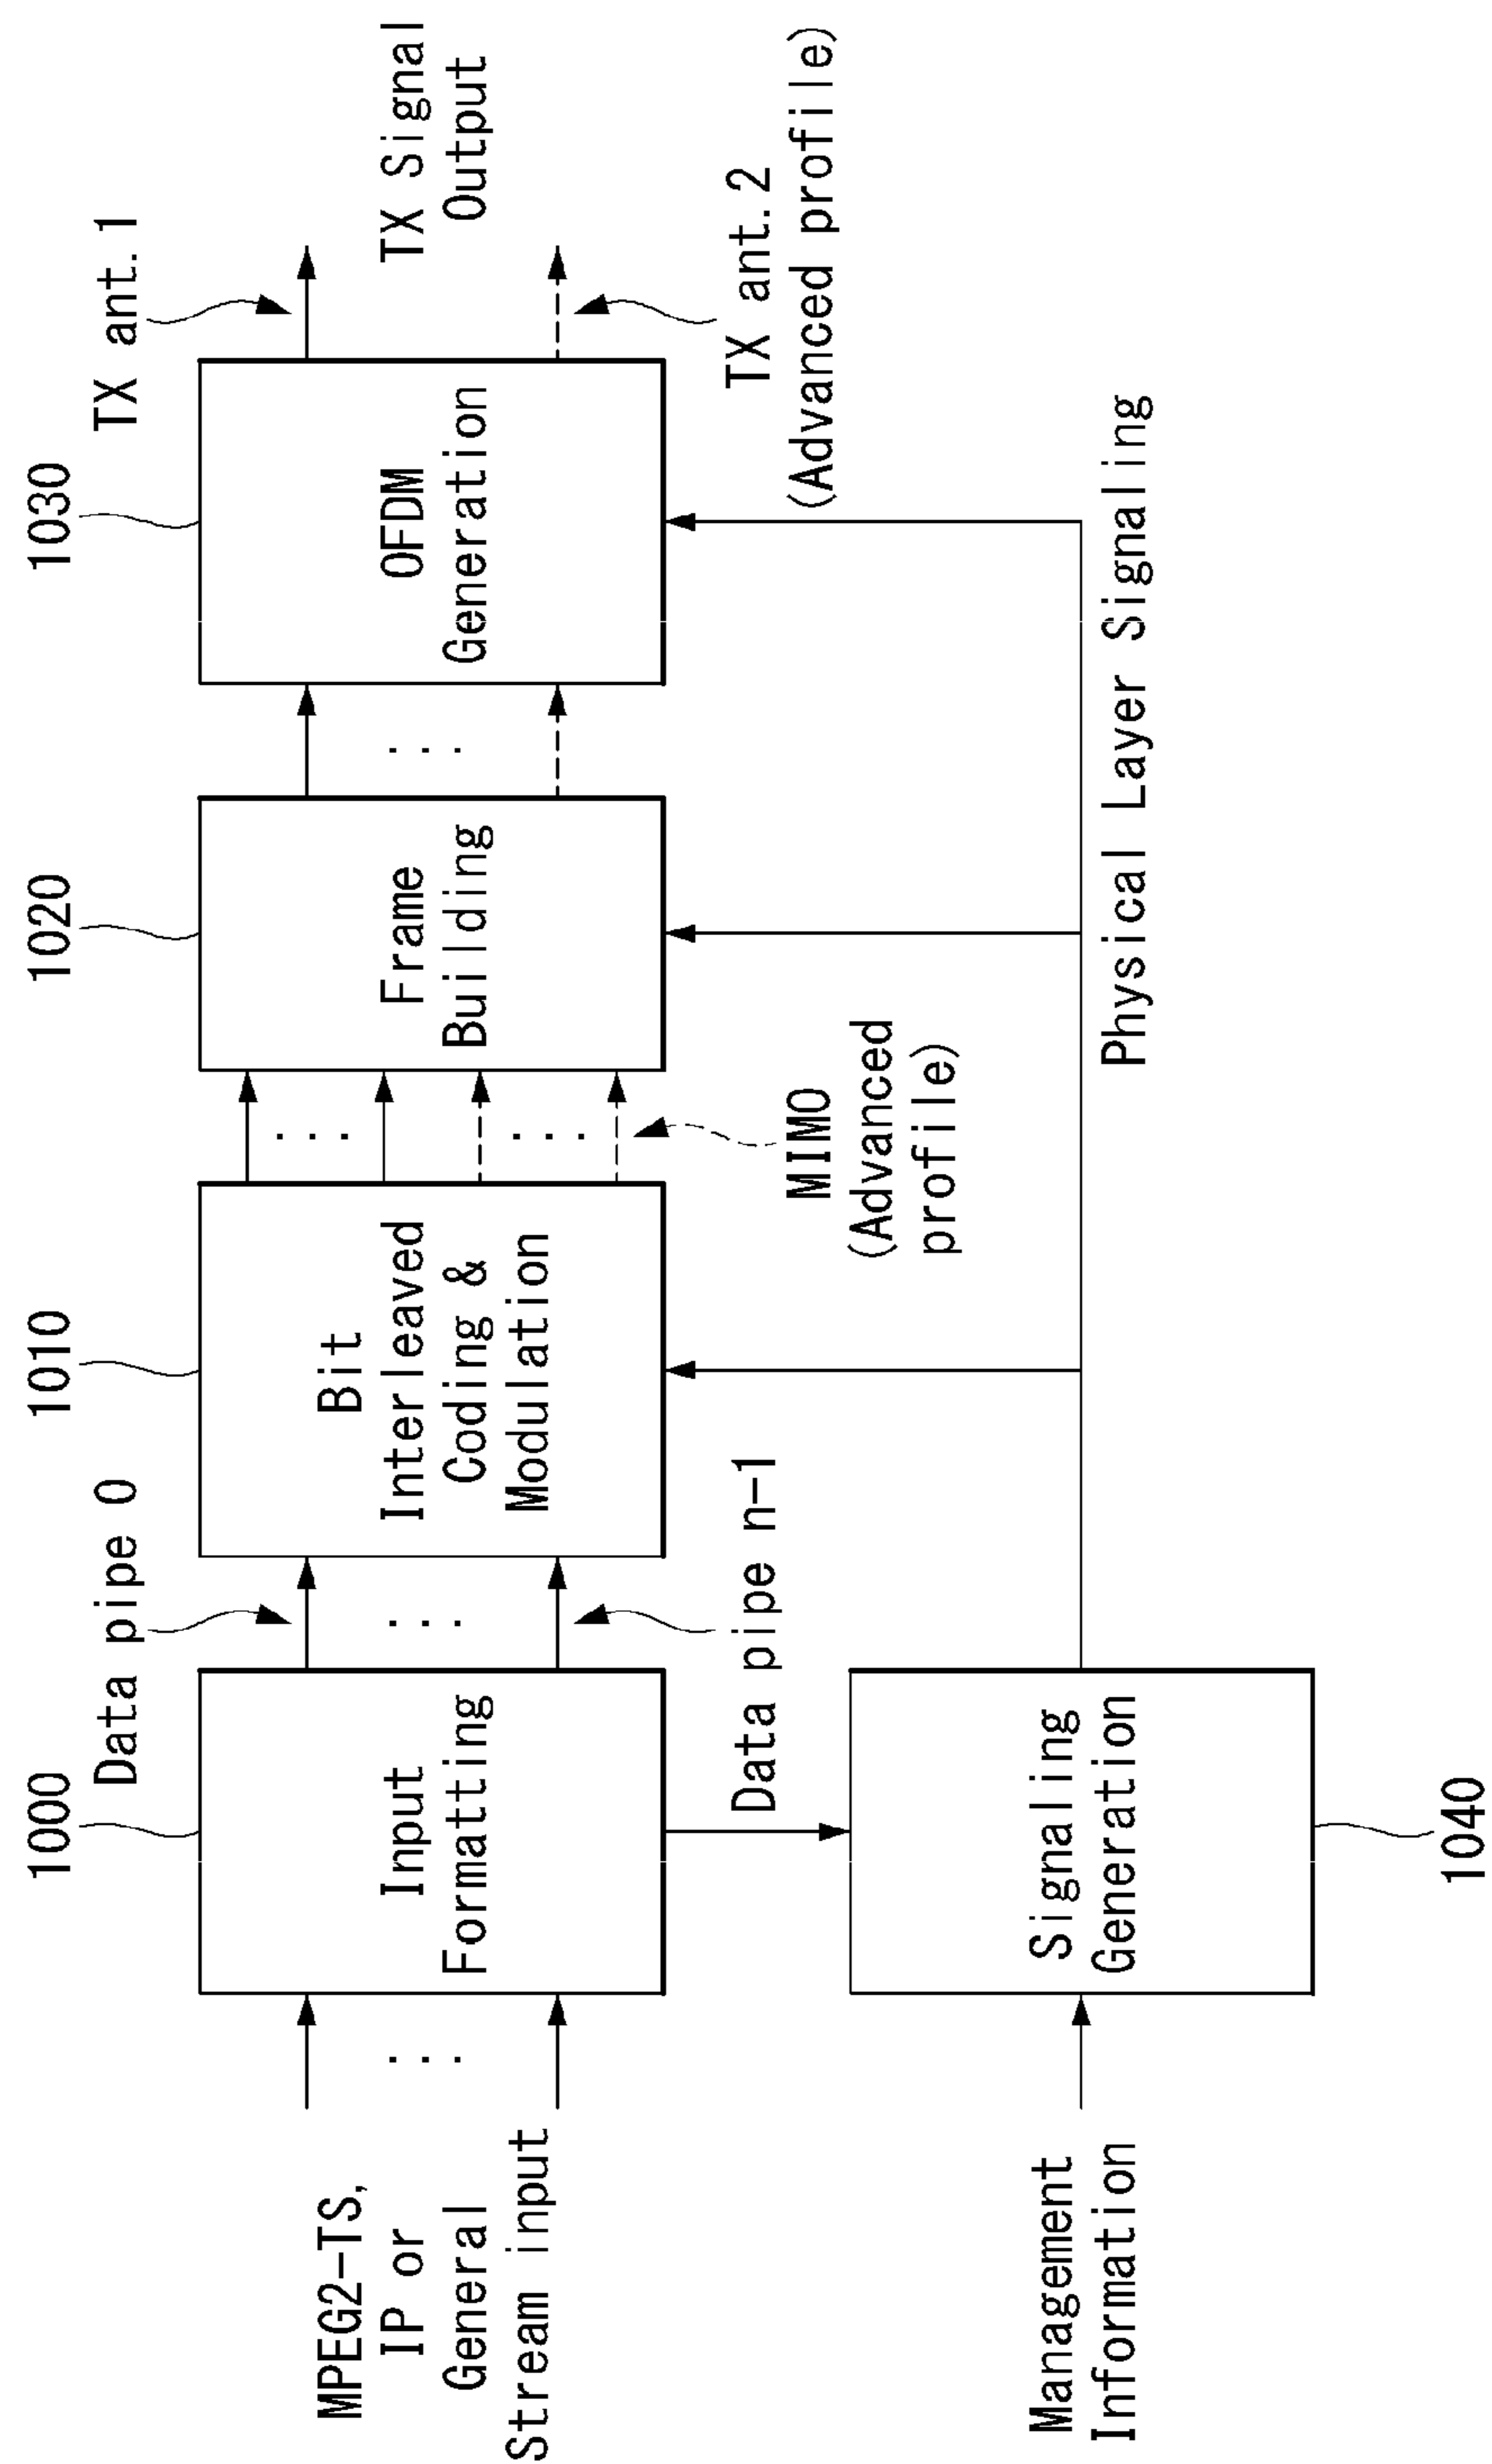 1000
1010
1020
1030
Data pipe 0
TX ant.1
MPEG2-TS,
IP or
General
Stream input
Input
Formatting
Bit
Interleaved
Coding &
Modulation
Frame
Building
OFDM
Generation
TX Signal
Output
Data pipe n-1
MIMO
(Advanced
profile)
TX ant.2
(Advanced profile)
Management
Information
Signaling
Generation
Physical Layer Signaling
1040